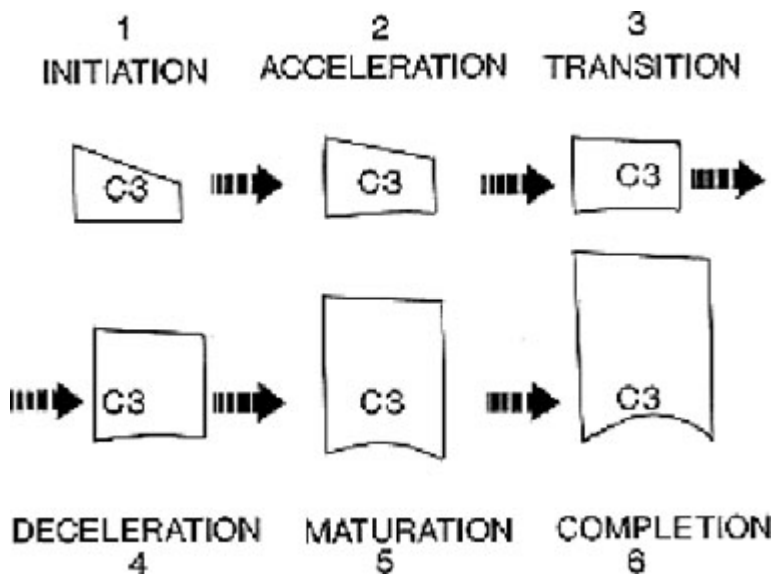 1 2 3
INITIATION ACCELERATION TRANSITION
C3 C3 C3
C3 C3 C3
DECELERATION MATURATION COMPLETION
4 5 6